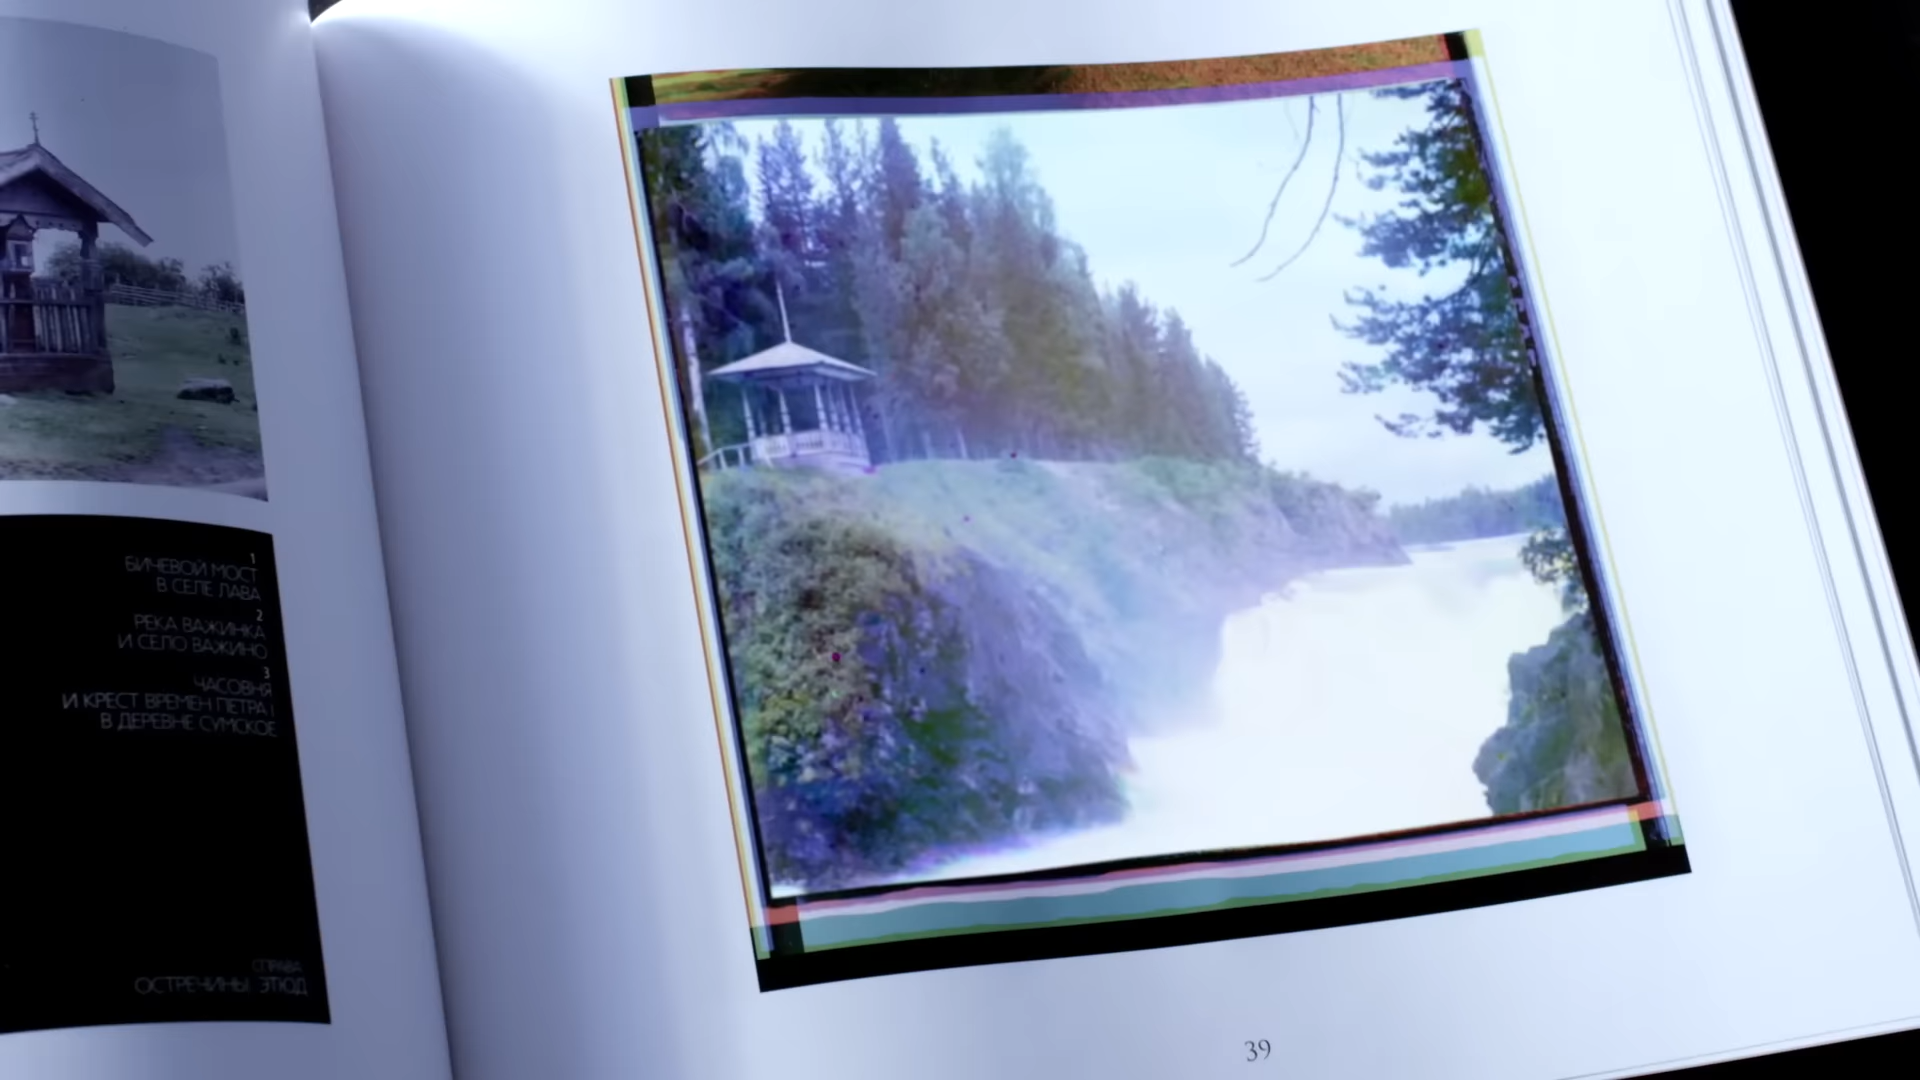 1
БИЧЕВОЙ МОСТ
В СЕЛЕ ЛАВА
2
РЕКА ВАЖИНКА
И СЕЛО ВАЖИНО
3
ЧАСОВНЯ
И КРЕСТ ВРЕМЕН ПЕТРА I
В ДЕРЕВНЕ СУМСКОЕ
СПРАВА
ОСТРЕЧИНЫ. ЭТЮД
39